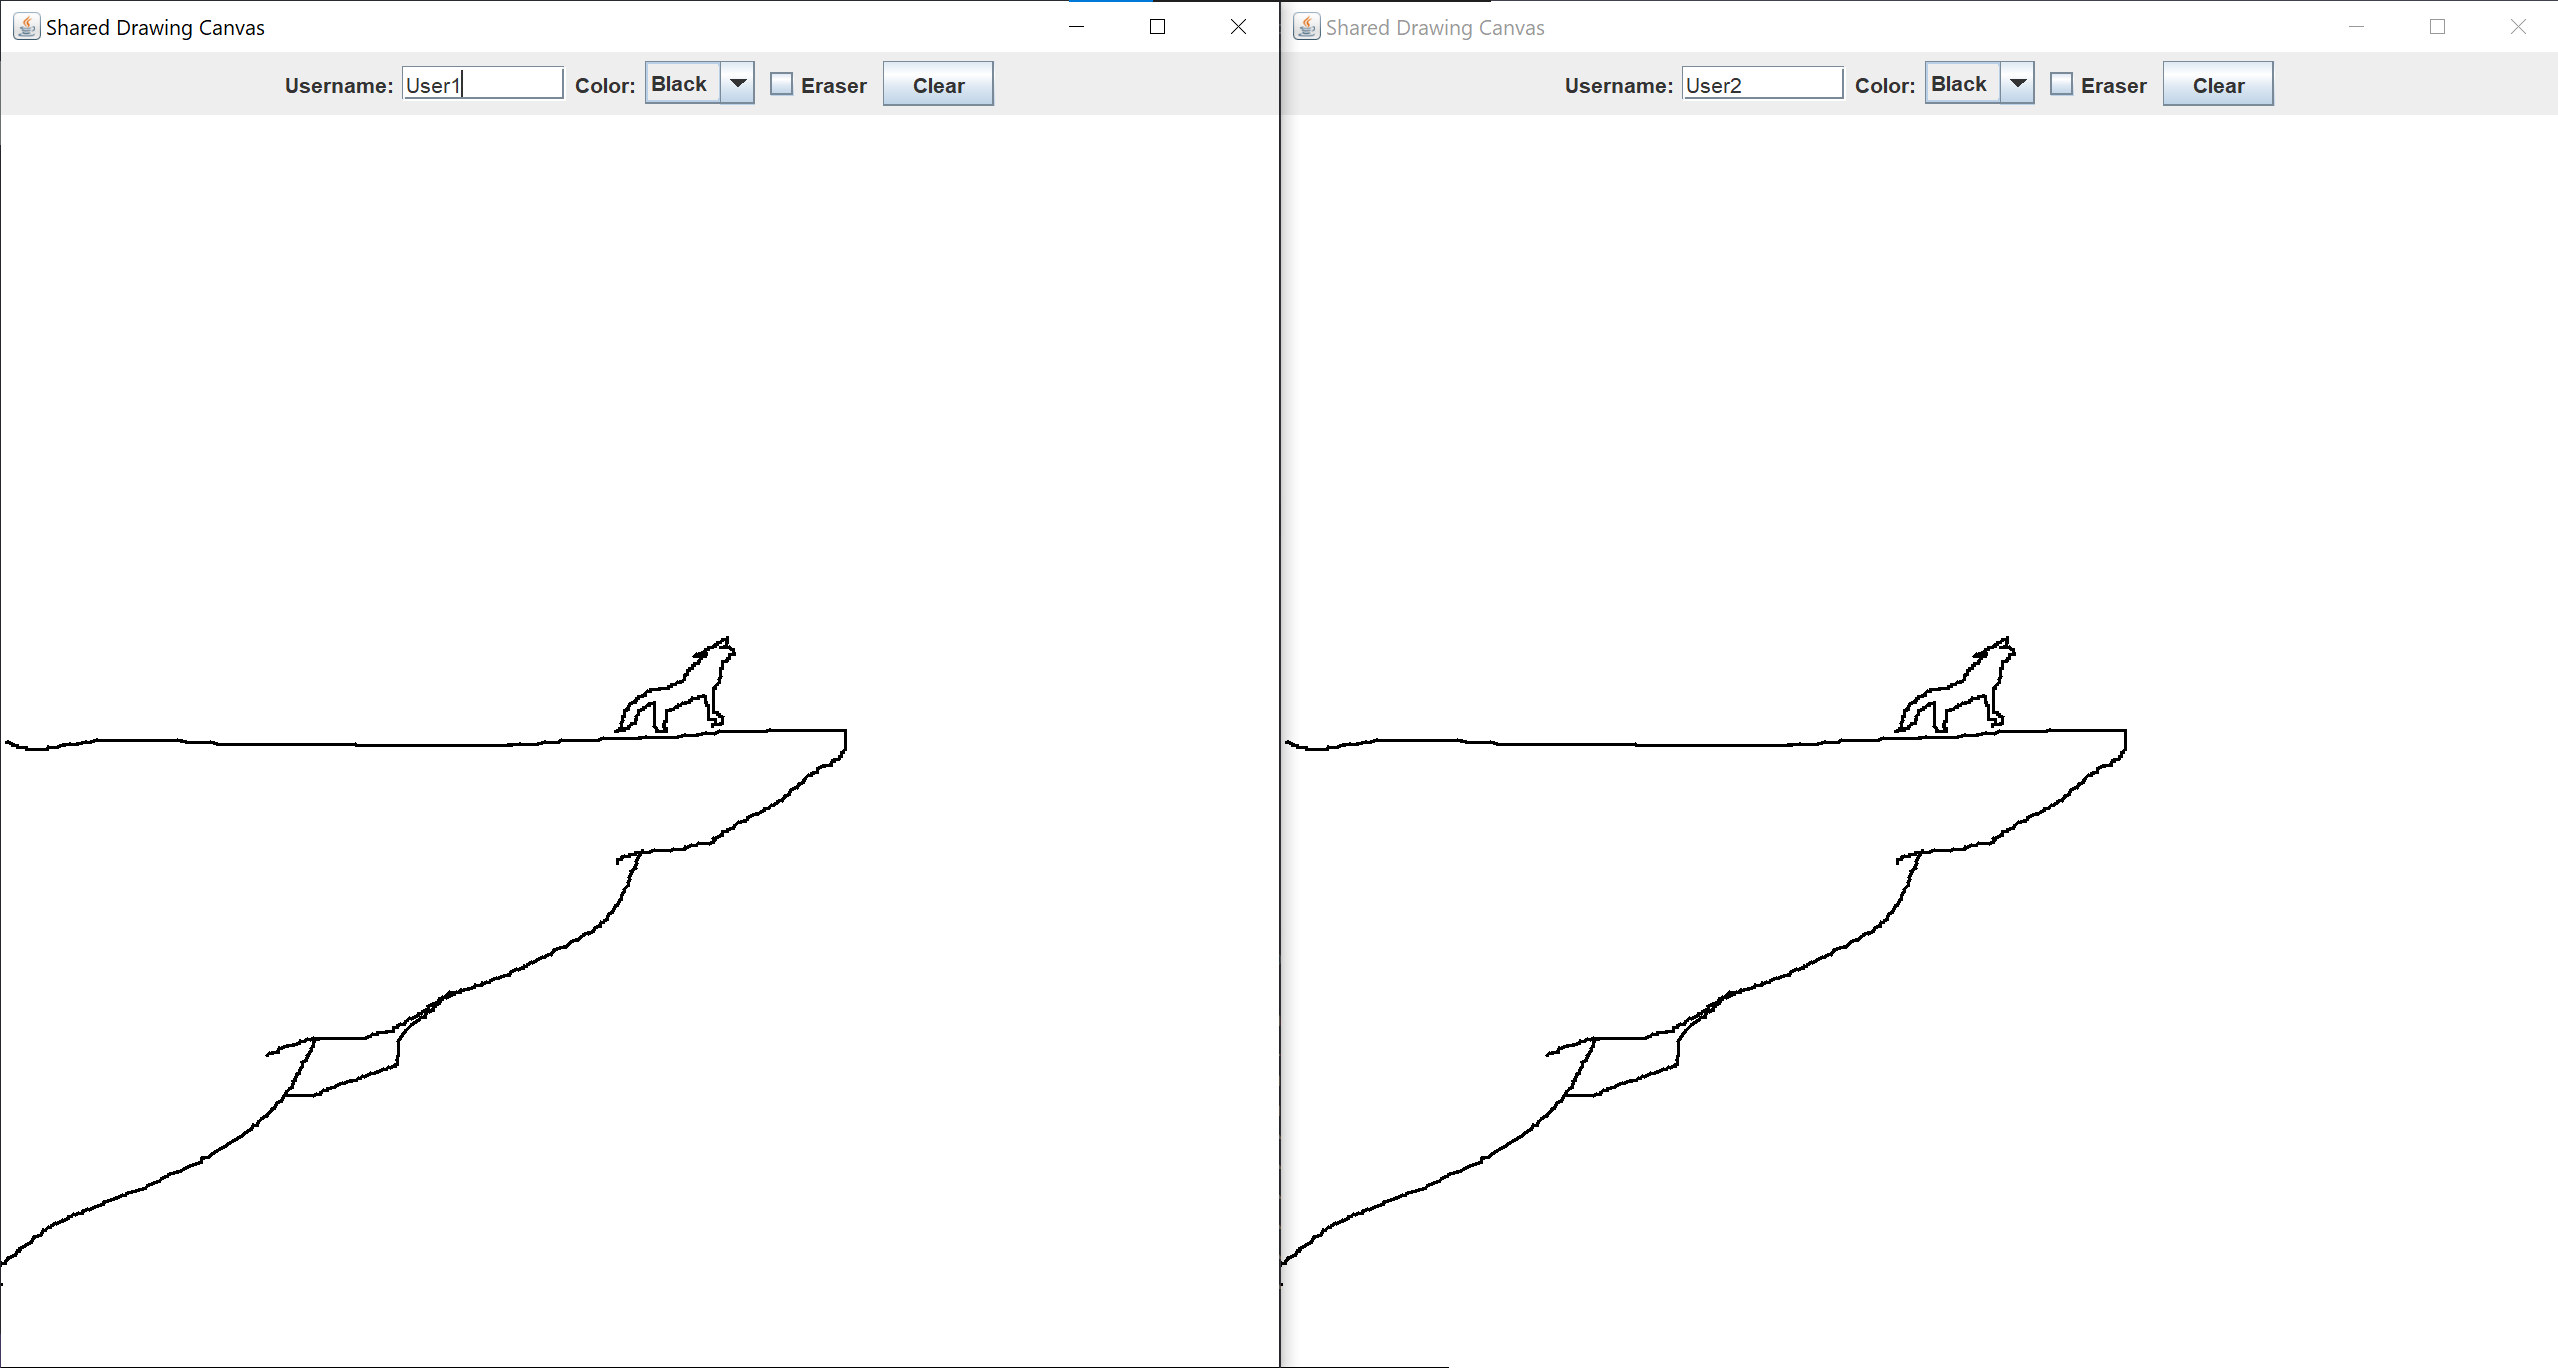 Shared Drawing Canvas
Username: User1 Color: Black Eraser Clear
Shared Drawing Canvas
Username: User2 Color: Black Eraser Clear